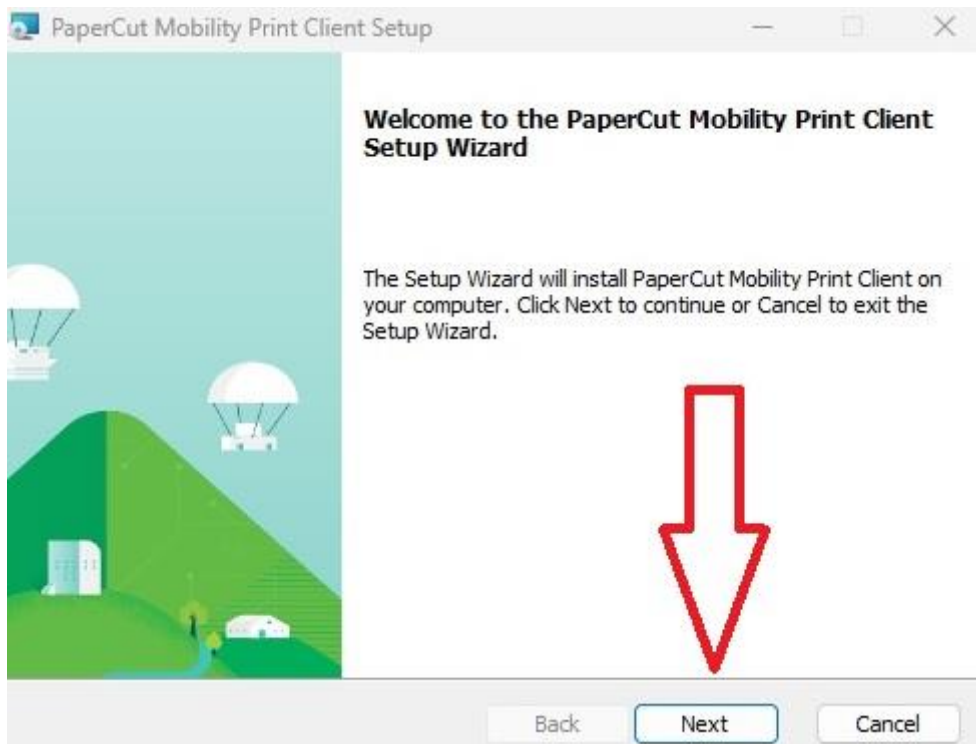 PaperCut Mobility Print Client Setup
Welcome to the PaperCut Mobility Print Client
Setup Wizard
The Setup Wizard will install PaperCut Mobility Print Client on
your computer. Click Next to continue or Cancel to exit the
Setup Wizard.
Back Next Cancel